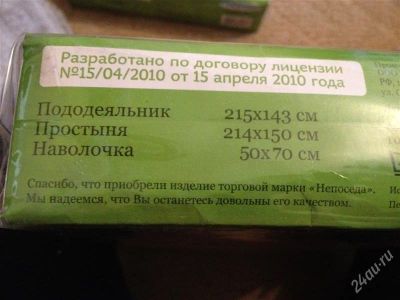 Разработано по договору лицензии
№15/04/2010 от 15 апреля 2010 года
Пододеяльник 215x143 см
Простыня 214x150 см
Наволочка 50x70 см
Спасибо, что приобрели изделие торговой марки «Непоседа».
Мы надеемся, что Вы останетесь довольны его качеством.
24au.ru